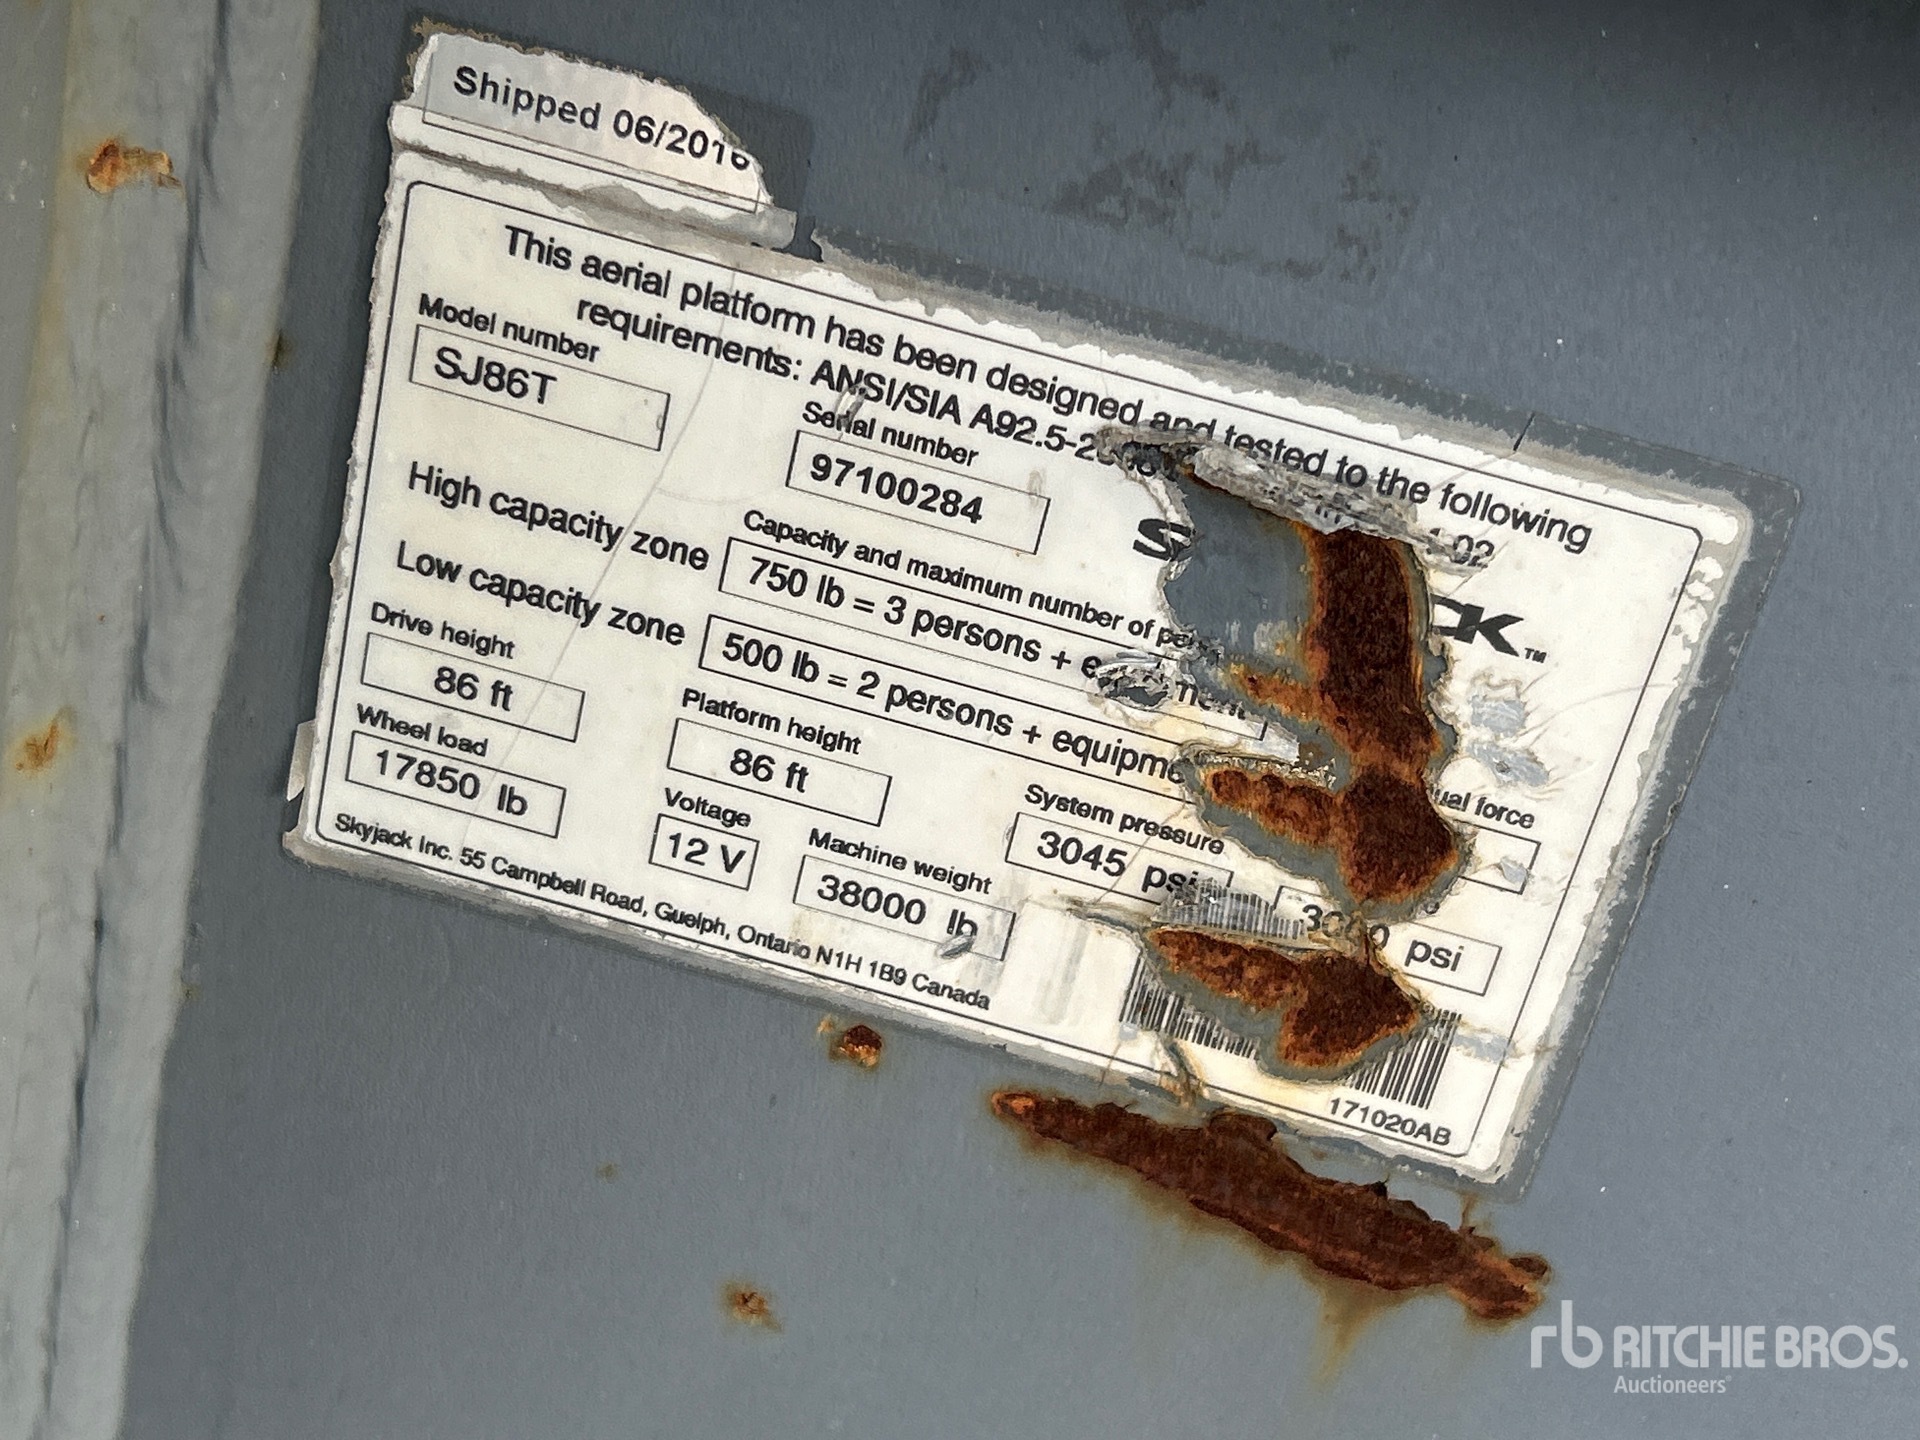 Shipped 06/2016
This aerial platform has been designed and tested to the following
requirements: ANSI/SIA A92.5-2006
Model number
SJ86T
Serial number
97100284
Capacity and maximum number of
High capacity zone
750 lb = 3 persons +
Low capacity zone
500 lb = 2 persons +
Drive height
86 ft
Platform height
86 ft
System pressure
3045 psi
force
Wheel load
17850 lb
Voltage
12 V
Machine weight
38000 lb
psi
Skyjack Inc. 55 Campbell Road, Guelph, Ontario N1H 1B9 Canada
171020AB
rb RITCHIE BROS.
Auctioneers